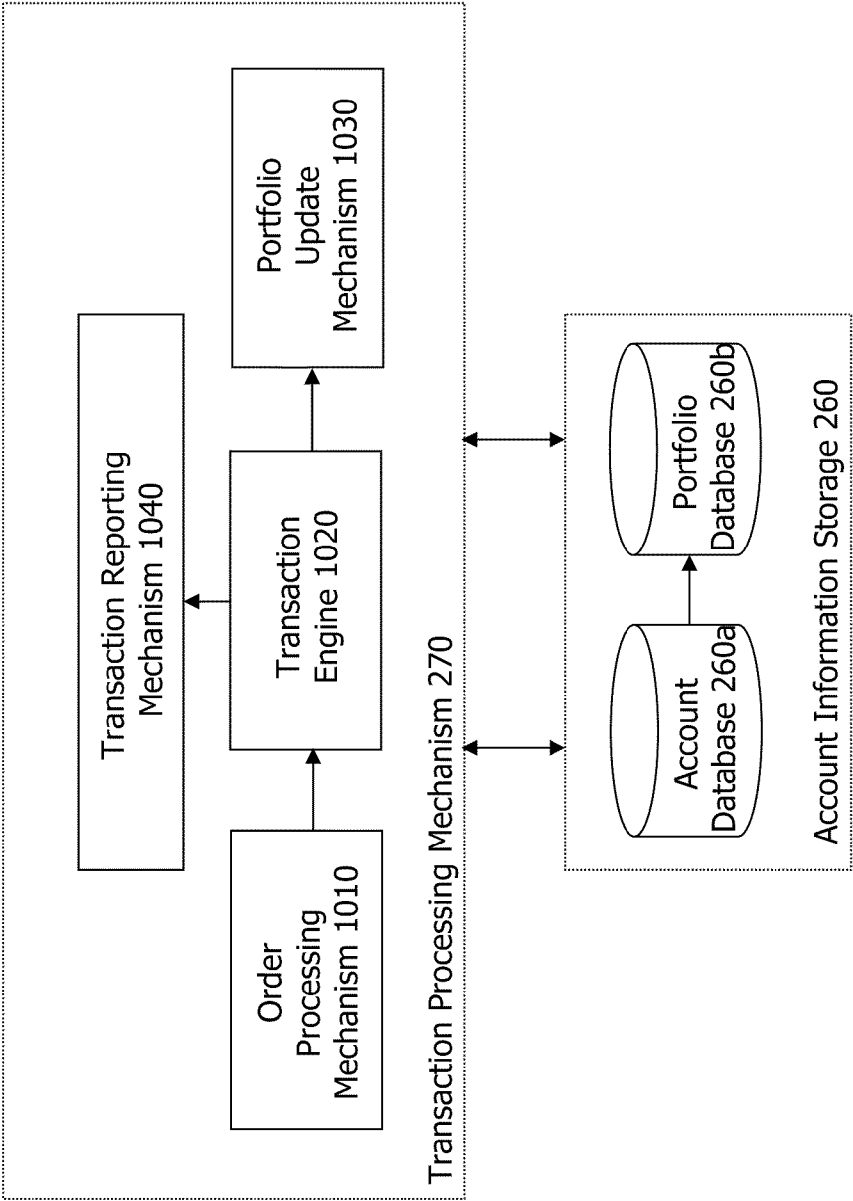 Transaction Reporting
Mechanism 1040
Order
Processing
Mechanism 1010
Transaction
Engine 1020
Portfolio
Update
Mechanism 1030
Transaction Processing Mechanism 270
Account
Database 260a
Portfolio
Database 260b
Account Information Storage 260